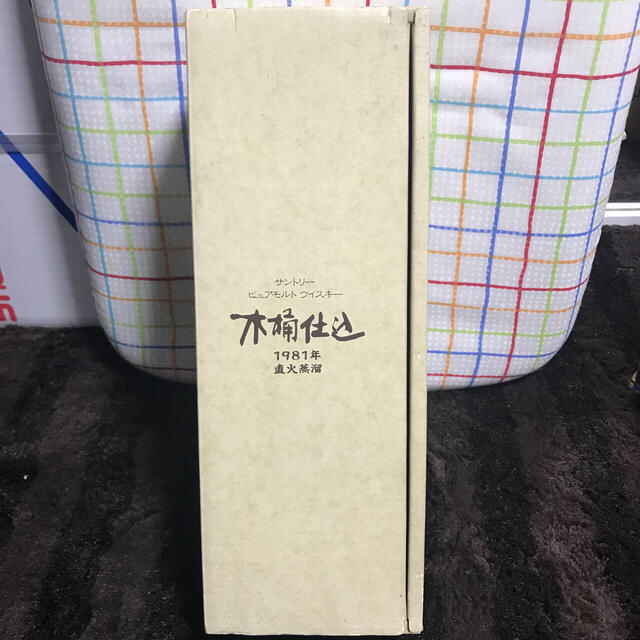 サントリー
ピュアモルト ウイスキー
木桶仕込
1981年
直火蒸溜